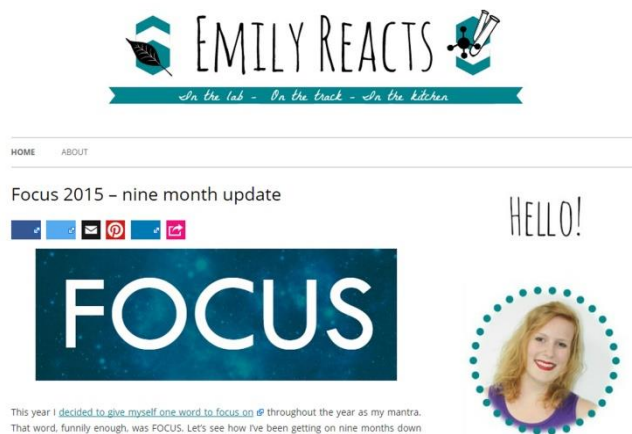 EMILY REACTS
In the lab - On the track - In the kitchen
HOME ABOUT
Focus 2015 – nine month update
HELLO!
FOCUS
This year I decided to give myself one word to focus on throughout the year as my mantra.
That word, funnily enough, was FOCUS. Let's see how I've been getting on nine months down